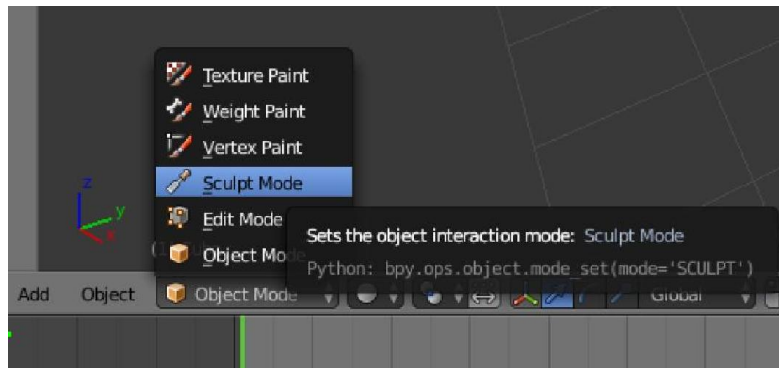 Texture Paint
Weight Paint
Vertex Paint
Sculpt Mode
Edit Mode
Object Mode
Sets the object interaction mode: Sculpt Mode
Python: bpy.ops.object.mode_set(mode='SCULPT')
z
y
x
(1
Add Object Object Mode Global